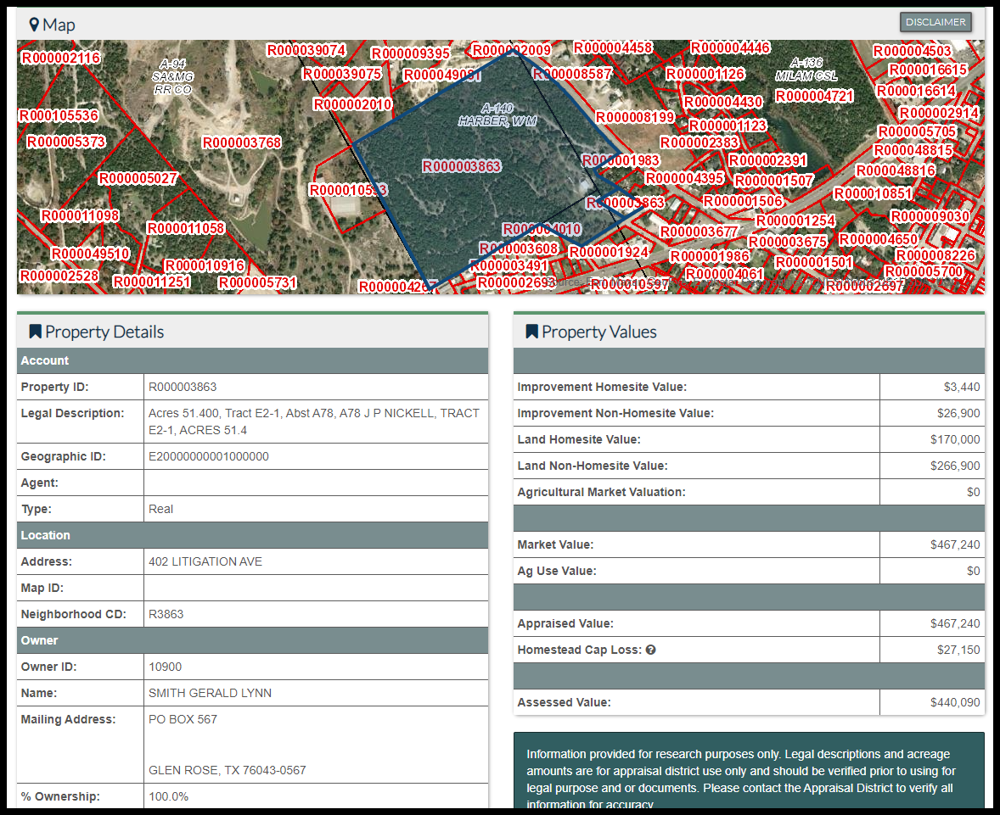 Map
DISCLAIMER
R000002116
A-94
SA&MG
RR CO
R000039074
R000009395
R000002009
R000004458
R000004446
A-136
MILAM CSL
R000004503
R000016615
R000039075
R000049081
R000008587
R000001126
R000016614
R000002010
R000004430
R000004721
R000002914
R000105536
A-140
HARBER, W M
R000008199
R000001123
R000005705
R000005373
R000003768
R000002383
R000048815
R000003863
R000001983
R000002391
R000048816
R000005027
R000010593
R000004395
R000001507
R000010851
R000003863
R000001506
R000011098
R000001254
R000009030
R000011058
R000004010
R000003677
R000003675
R000004650
R000049510
R000003608
R000001924
R000001986
R000001501
R000008226
R000010916
R000003491
R000004061
R000005700
R000002528
R000011251
R000005731
R00000426
R000002693
R000010597
R000002697
Property Details
Account
Property ID: R000003863
Legal Description: Acres 51.400, Tract E2-1, Abst A78, A78 J P NICKELL, TRACT
E2-1, ACRES 51.4
Geographic ID: E20000000001000000
Agent:
Type: Real
Location
Address: 402 LITIGATION AVE
Map ID:
Neighborhood CD: R3863
Owner
Owner ID: 10900
Name: SMITH GERALD LYNN
Mailing Address: PO BOX 567
GLEN ROSE, TX 76043-0567
% Ownership: 100.0%
Property Values
Improvement Homesite Value: $3,440
Improvement Non-Homesite Value: $26,900
Land Homesite Value: $170,000
Land Non-Homesite Value: $266,900
Agricultural Market Valuation: $0
Market Value: $467,240
Ag Use Value: $0
Appraised Value: $467,240
Homestead Cap Loss: $27,150
Assessed Value: $440,090
Information provided for research purposes only. Legal descriptions and acreage
amounts are for appraisal district use only and should be verified prior to using for
legal purpose and or documents. Please contact the Appraisal District to verify all
information for accuracy.